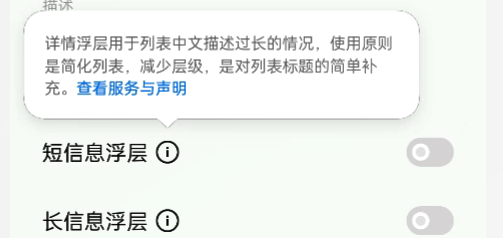 描述
详情浮层用于列表中文描述过长的情况，使用原则
是简化列表，减少层级，是对列表标题的简单补
充。查看服务与声明
短信息浮层
长信息浮层